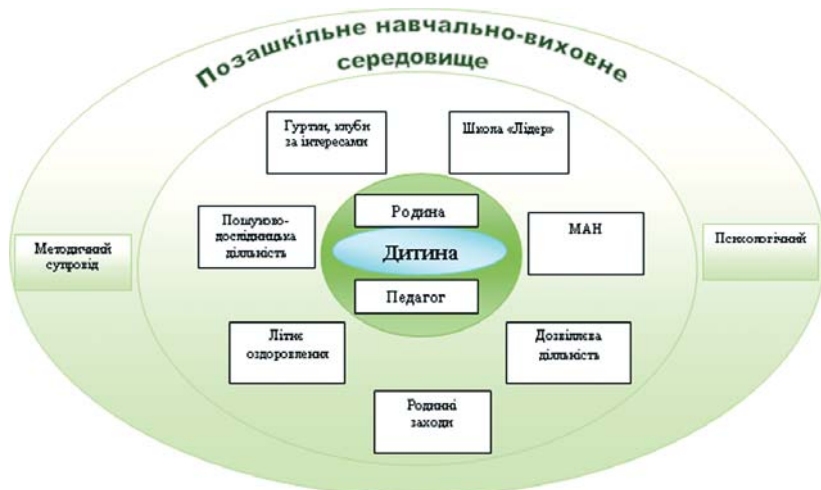 Позашкільне навчально-виховне
середовище
Гуртки, клуби
за інтересами
Школа «Лідер»
Пошуково-
дослідницька
діяльність
Родина
Дитина
Педагог
МАН
Методичний
супровід
Психологічний
Літнє
оздоровлення
Дозвіллєва
діяльність
Родинні
заходи